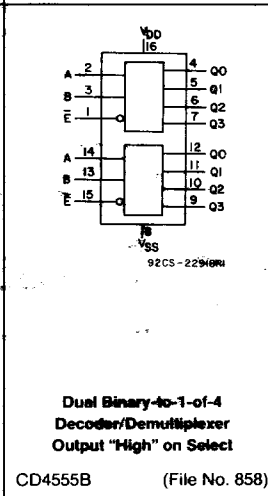 VDD
16
A 2 4 Q0
B 3 5 Q1
E̅ 1 6 Q2
7 Q3
A 14 12 Q0
B 13 11 Q1
E̅ 15 10 Q2
9 Q3
8
VSS
Dual Binary-to-1-of-4
Decoder/Demultiplexer
Output "High" on Select
CD4555B (File No. 858)